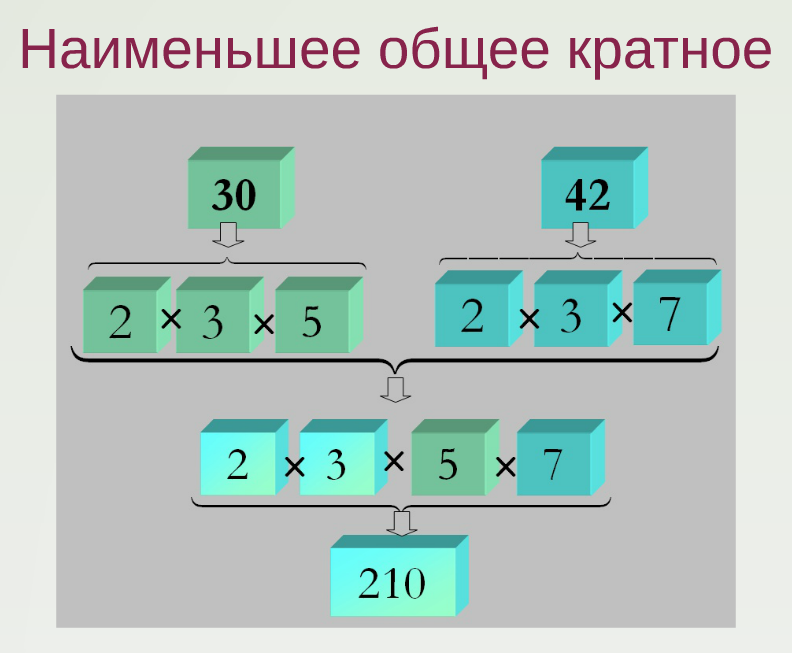 Наименьшее общее кратное
30 42
2 × 3 × 5 2 × 3 × 7
2 × 3 × 5 × 7
210